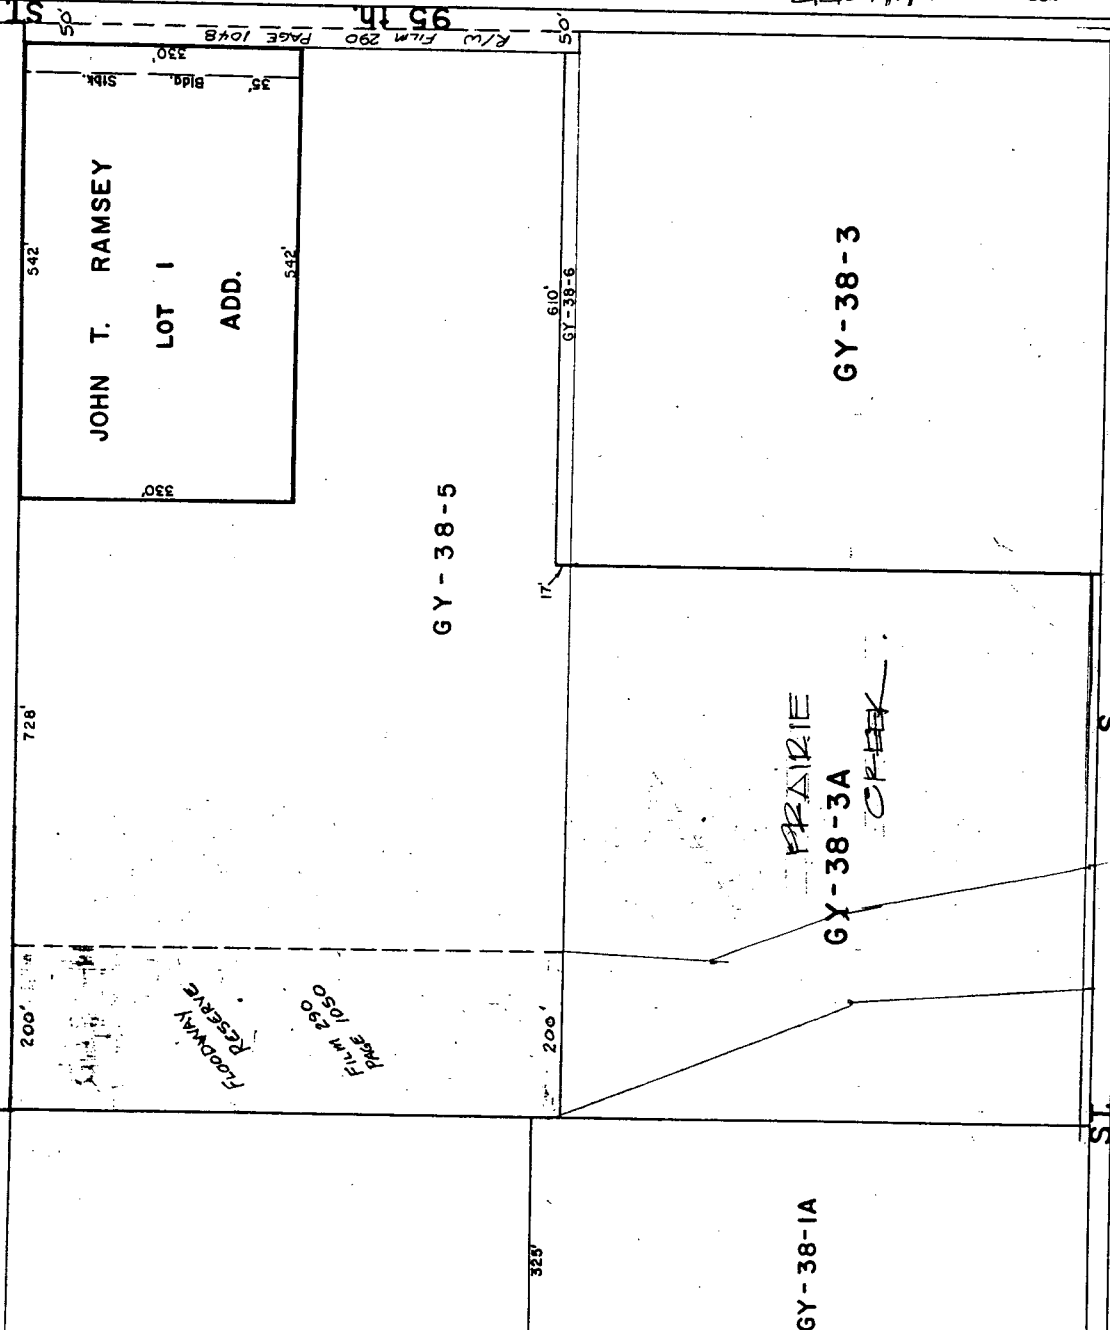 ST.
95 th.
R/W FILM 290 PAGE 1048
50'
50'
330'
Bldg. Stbk.
35'
542'
JOHN T. RAMSEY
LOT 1
ADD.
542'
330'
610'
GY-38-6
GY-38-3
GY-38-5
17'
728'
PRAIRIE
CREEK
GY-38-3A
S
200'
FLOODWAY
RESERVE
FILM 290
PAGE 1050
200'
ST.
325'
GY-38-1A